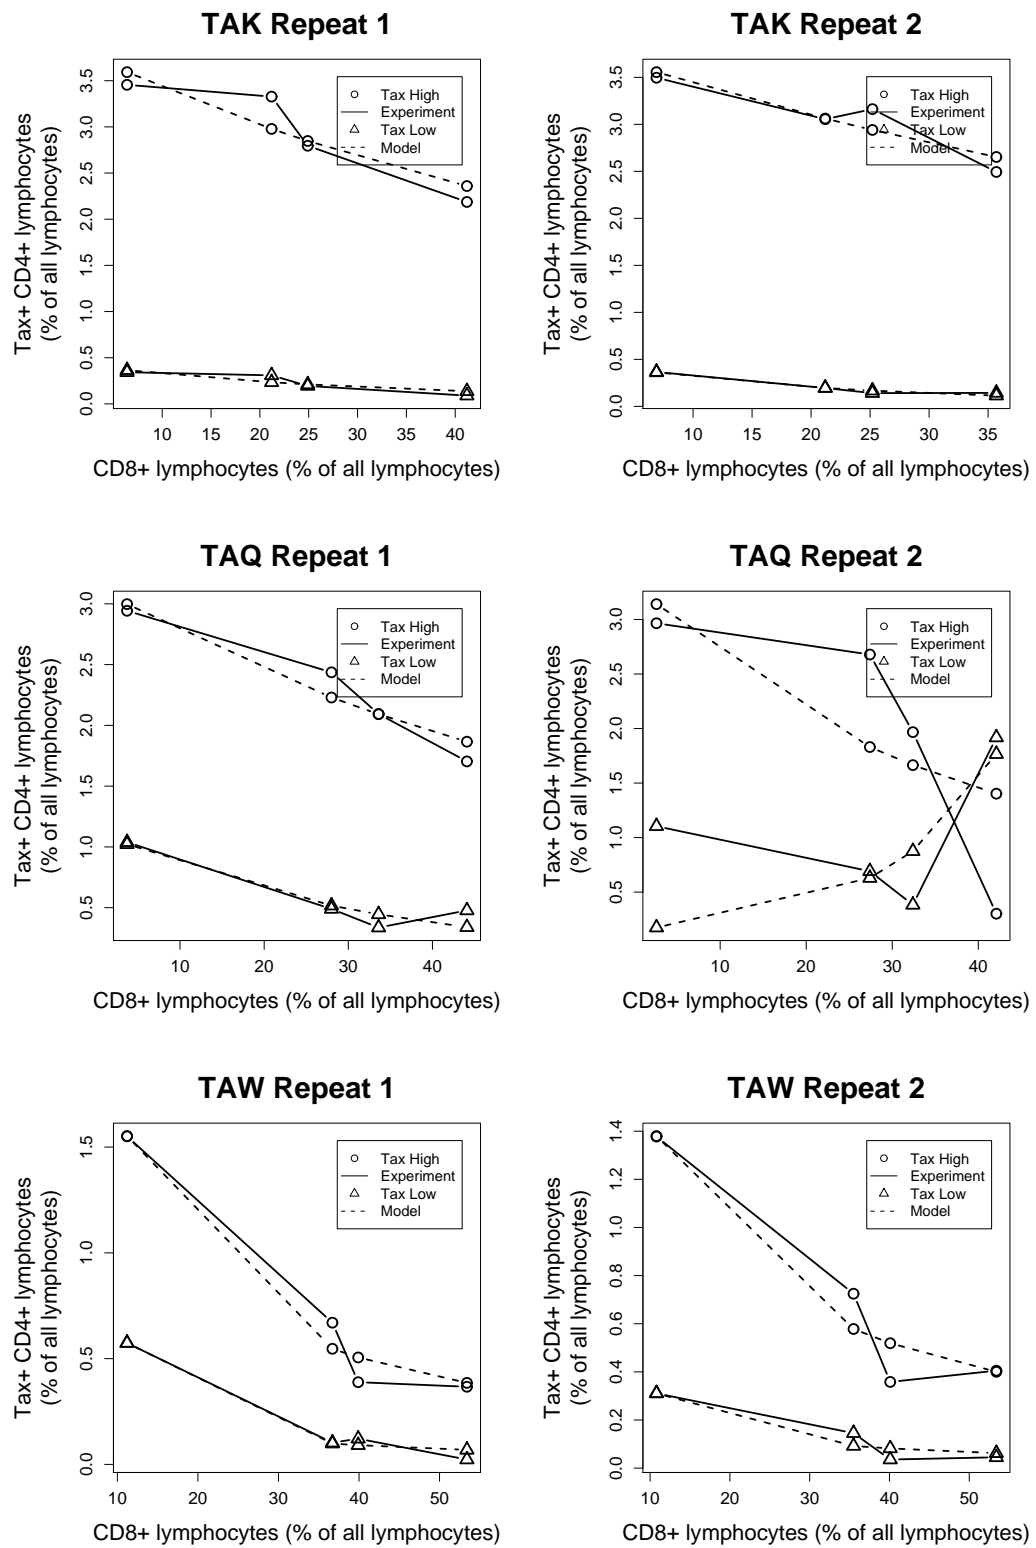 TAK Repeat 1
Tax+ CD4+ lymphocytes
(% of all lymphocytes)
0.0 0.5 1.0 1.5 2.0 2.5 3.0 3.5
Tax High
Experiment
Tax Low
Model
10 15 20 25 30 35 40
CD8+ lymphocytes (% of all lymphocytes)
TAK Repeat 2
Tax+ CD4+ lymphocytes
(% of all lymphocytes)
0.0 0.5 1.0 1.5 2.0 2.5 3.0 3.5
Tax High
Experiment
Tax Low
Model
10 15 20 25 30 35
CD8+ lymphocytes (% of all lymphocytes)
TAQ Repeat 1
Tax+ CD4+ lymphocytes
(% of all lymphocytes)
0.5 1.0 1.5 2.0 2.5 3.0
Tax High
Experiment
Tax Low
Model
10 20 30 40
CD8+ lymphocytes (% of all lymphocytes)
TAQ Repeat 2
Tax+ CD4+ lymphocytes
(% of all lymphocytes)
0.5 1.0 1.5 2.0 2.5 3.0
Tax High
Experiment
Tax Low
Model
10 20 30 40
CD8+ lymphocytes (% of all lymphocytes)
TAW Repeat 1
Tax+ CD4+ lymphocytes
(% of all lymphocytes)
0.0 0.5 1.0 1.5
Tax High
Experiment
Tax Low
Model
10 20 30 40 50
CD8+ lymphocytes (% of all lymphocytes)
TAW Repeat 2
Tax+ CD4+ lymphocytes
(% of all lymphocytes)
0.0 0.2 0.4 0.6 0.8 1.0 1.2 1.4
Tax High
Experiment
Tax Low
Model
10 20 30 40 50
CD8+ lymphocytes (% of all lymphocytes)